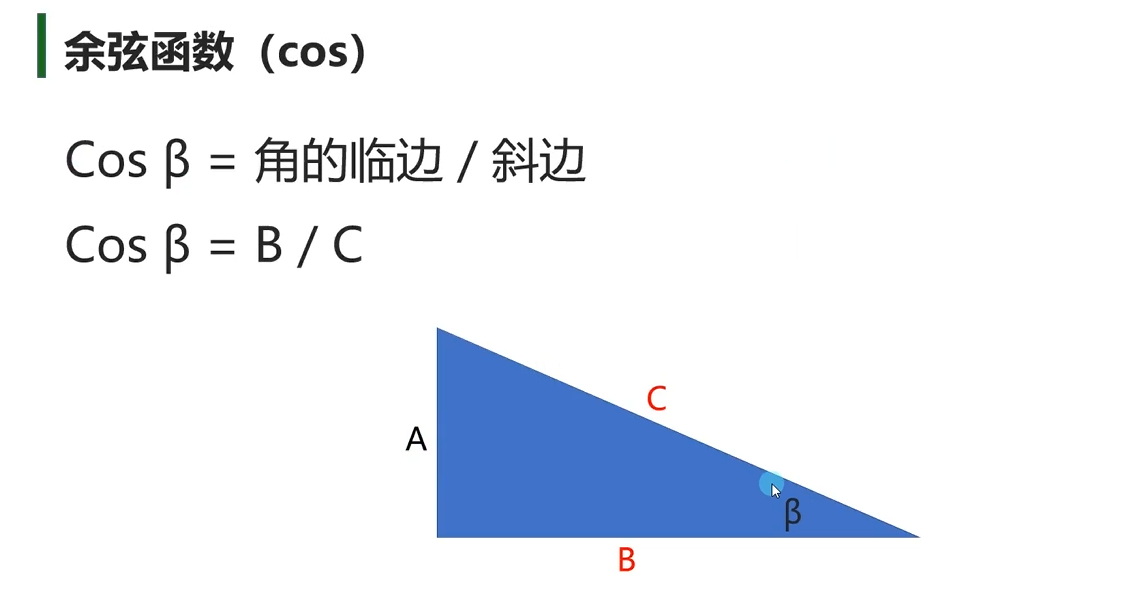 余弦函数（cos）
Cos β = 角的临边 / 斜边
Cos β = B / C
C
A
β
B